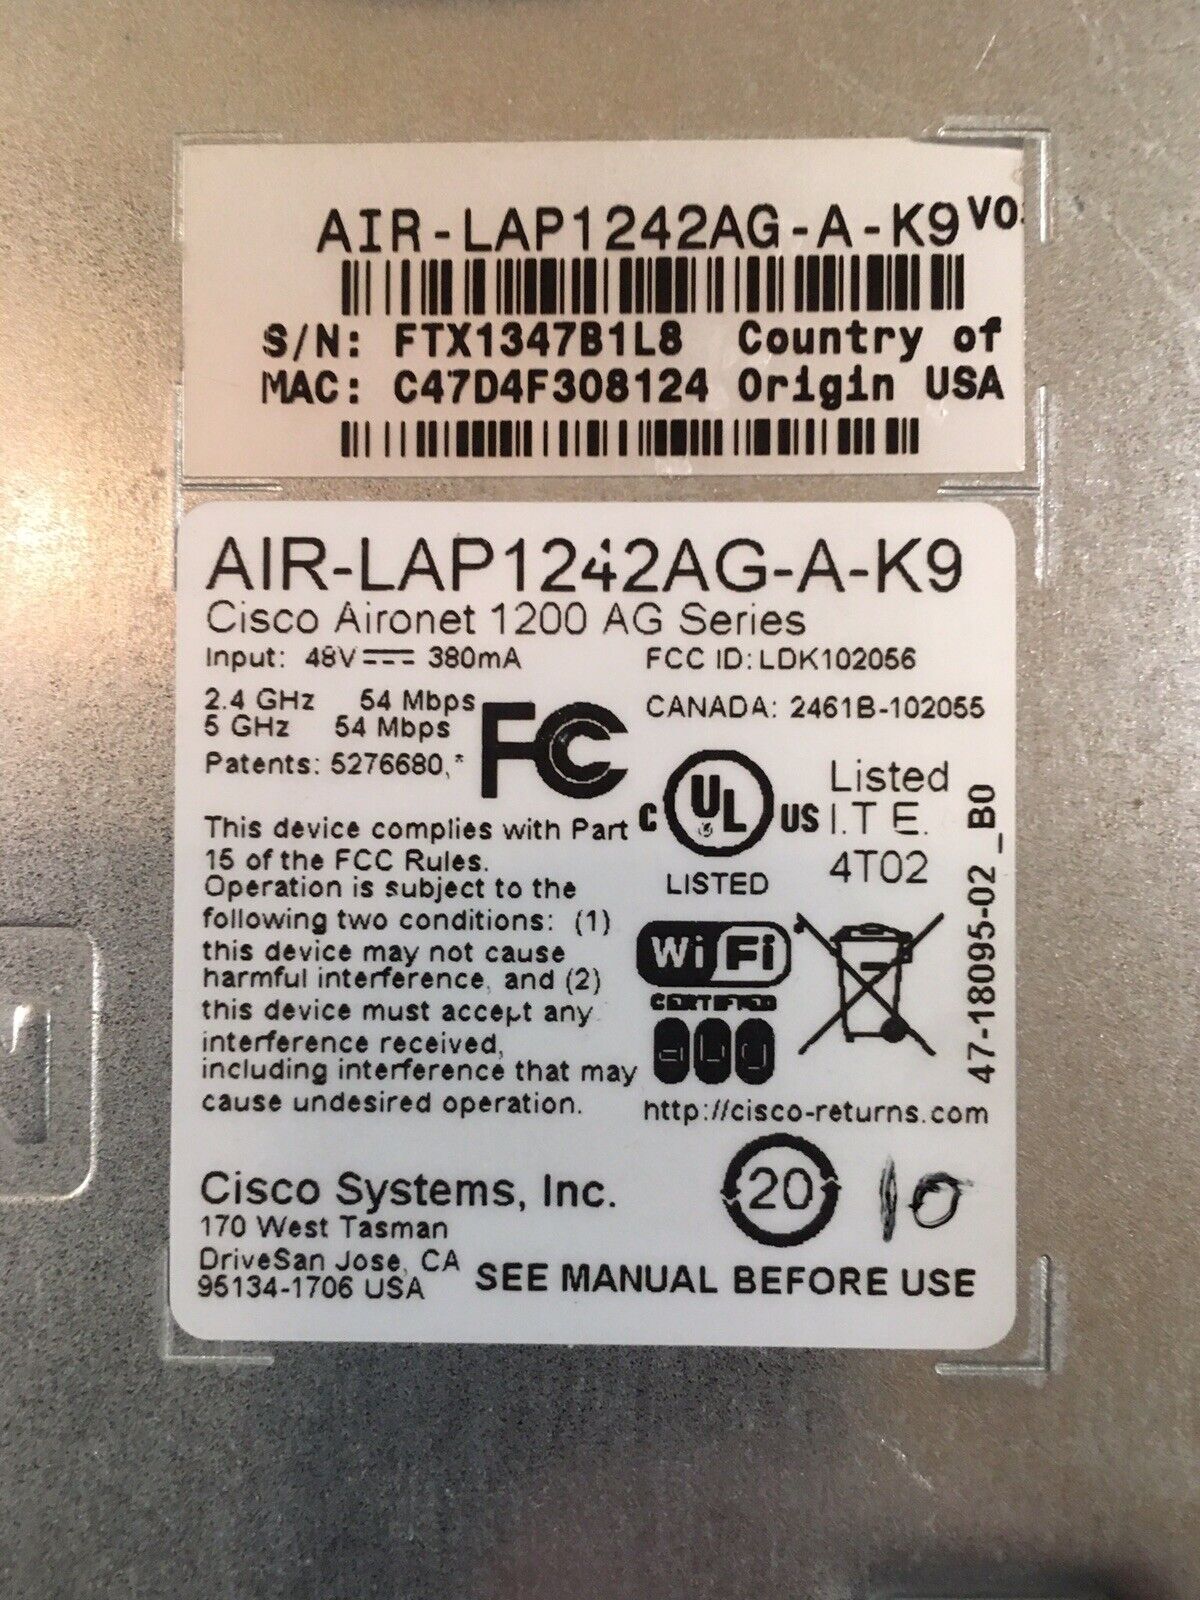 AIR-LAP1242AG-A-K9
S/N: FTX1347B1L8 Country of
MAC: C47D4F308124 Origin USA
AIR-LAP1242AG-A-K9
Cisco Aironet 1200 AG Series
Input: 48V 380mA
FCC ID: LDK102056
2.4 GHz 54 Mbps
5 GHz 54 Mbps
CANADA: 2461B-102055
Patents: 5276680,*
FC
This device complies with Part
15 of the FCC Rules.
Operation is subject to the
following two conditions: (1)
this device may not cause
harmful interference, and (2)
this device must accept any
interference received,
including interference that may
cause undesired operation.
C UL US
LISTED
Listed
I.T.E.
4T02
Wi Fi
CERTIFIED
47-18095-02_B0
http://cisco-returns.com
Cisco Systems, Inc.
170 West Tasman
DriveSan Jose, CA
95134-1706 USA
20
10
SEE MANUAL BEFORE USE